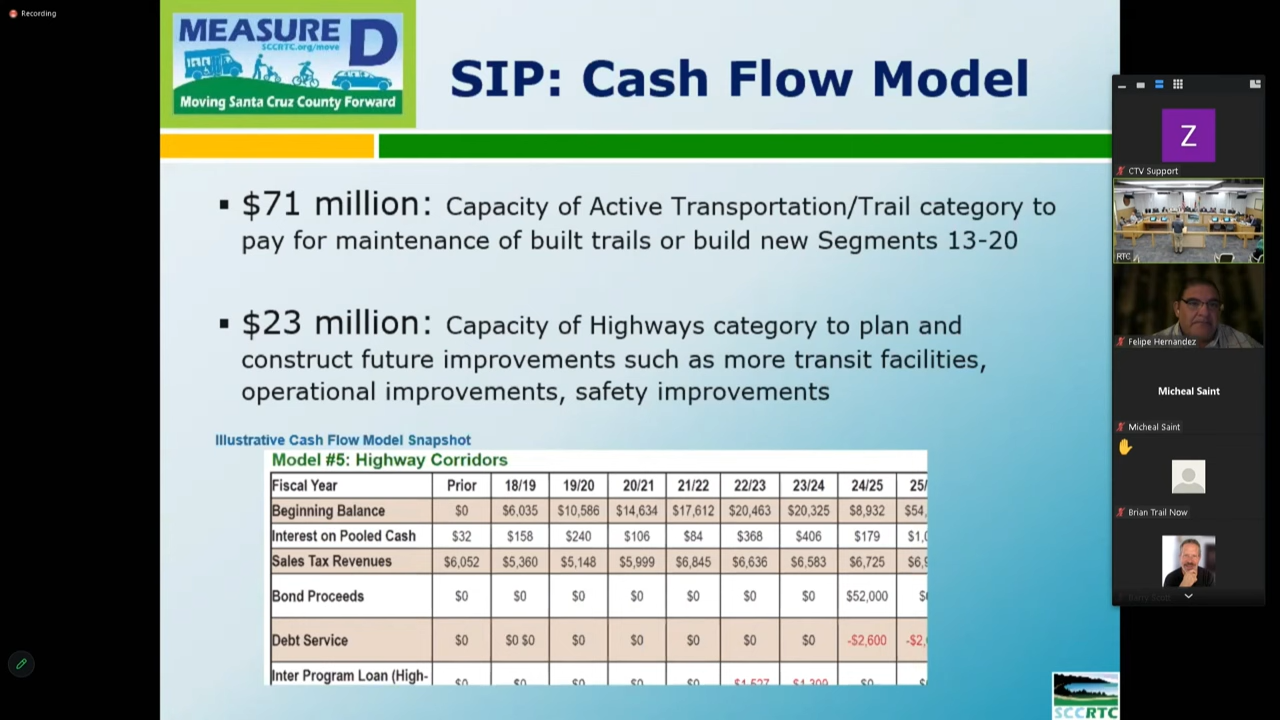 Recording
MEASURE D
SCCRTC.org/move
Moving Santa Cruz County Forward
SIP: Cash Flow Model
▪ $71 million: Capacity of Active Transportation/Trail category to
pay for maintenance of built trails or build new Segments 13-20
▪ $23 million: Capacity of Highways category to plan and
construct future improvements such as more transit facilities,
operational improvements, safety improvements
Illustrative Cash Flow Model Snapshot
Model #5: Highway Corridors
Fiscal Year Prior 18/19 19/20 20/21 21/22 22/23 23/24 24/25 25/
Beginning Balance $0 $6,035 $10,586 $14,634 $17,612 $20,463 $20,325 $8,932 $54,
Interest on Pooled Cash $32 $158 $240 $106 $84 $368 $406 $179 $1,
Sales Tax Revenues $6,052 $5,360 $5,148 $5,999 $6,845 $6,636 $6,583 $6,725 $6,
Bond Proceeds $0 $0 $0 $0 $0 $0 $0 $52,000 $
Debt Service $0 $0 $0 $0 $0 $0 $0 $0 -$2,600 -$2,
Inter Program Loan (High- $0 $0 $0 $0 $0 $1,527 $1,309 $0
SCCRTC
Z
CTV Support
RTC
Felipe Hernandez
Micheal Saint
Micheal Saint
Brian Trail Now
Barry Scott